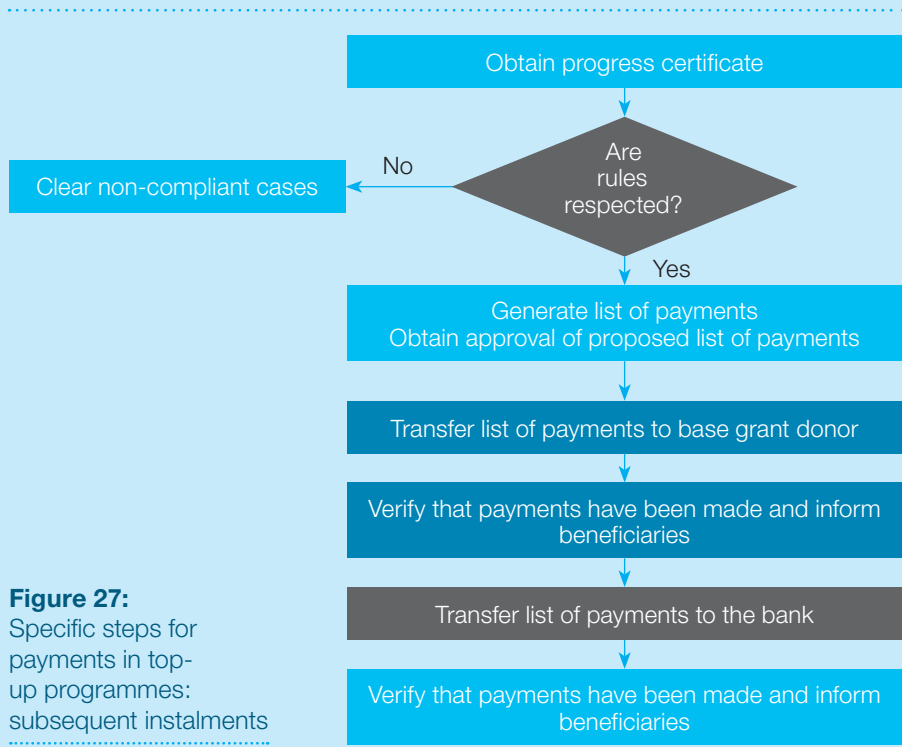 Obtain progress certificate
Are
rules
respected?
No
Clear non-compliant cases
Yes
Generate list of payments
Obtain approval of proposed list of payments
Transfer list of payments to base grant donor
Verify that payments have been made and inform
beneficiaries
Transfer list of payments to the bank
Verify that payments have been made and inform
beneficiaries
Figure 27:
Specific steps for
payments in top-
up programmes:
subsequent instalments